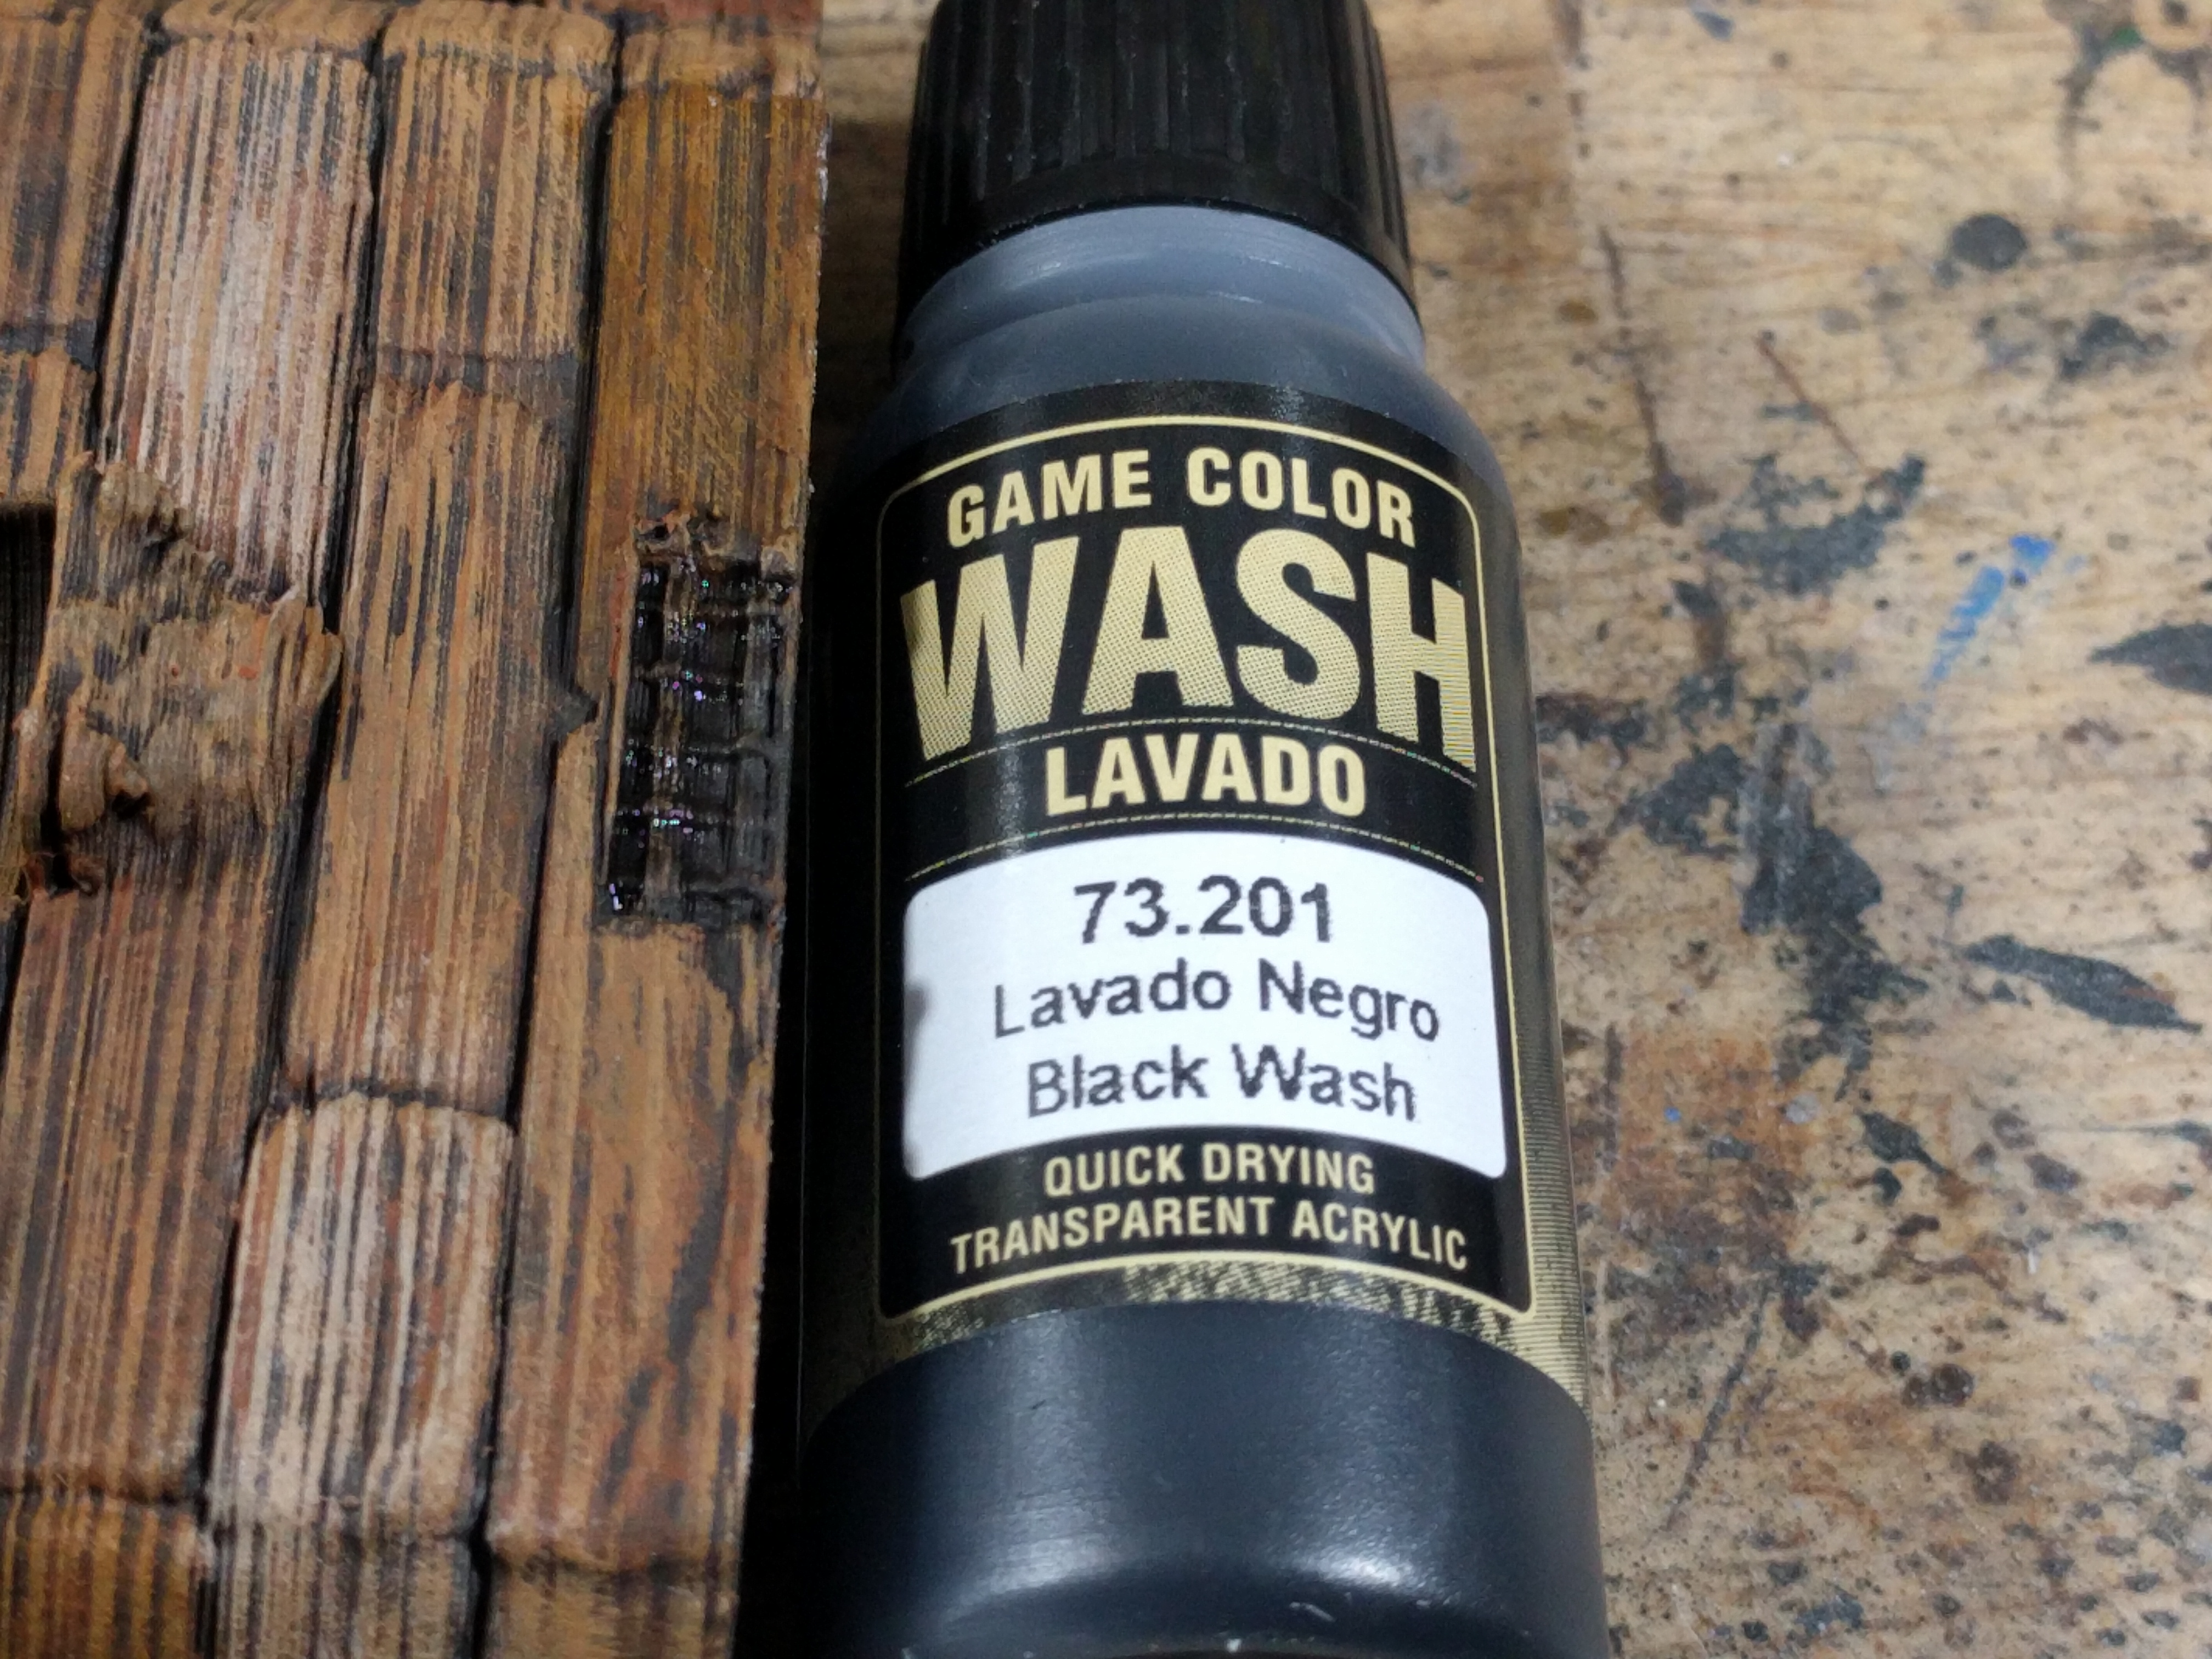 GAME COLOR
WASH
LAVADO
73.201
Lavado Negro
Black Wash
QUICK DRYING
TRANSPARENT ACRYLIC